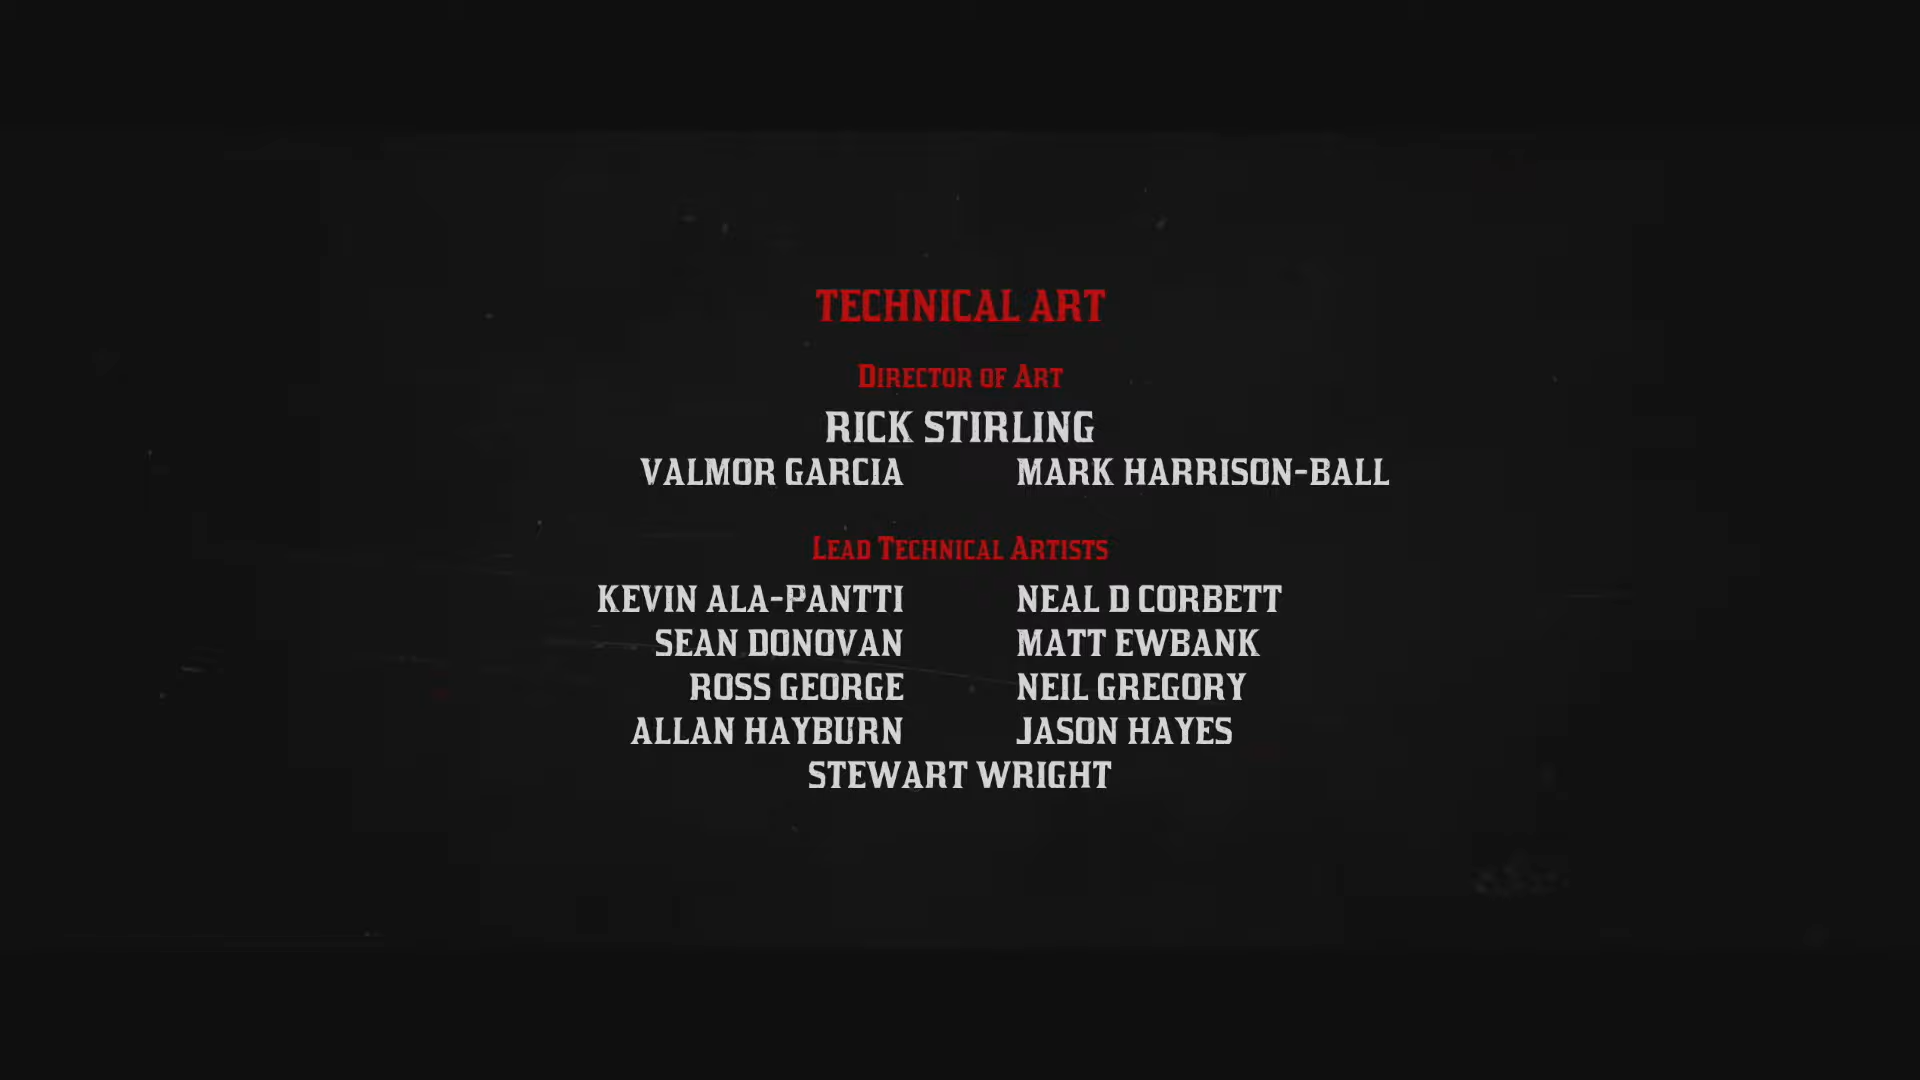 TECHNICAL ART
DIRECTOR OF ART
RICK STIRLING
VALMOR GARCIA MARK HARRISON-BALL
LEAD TECHNICAL ARTISTS
KEVIN ALA-PANTTI NEAL D CORBETT
SEAN DONOVAN MATT EWBANK
ROSS GEORGE NEIL GREGORY
ALLAN HAYBURN JASON HAYES
STEWART WRIGHT